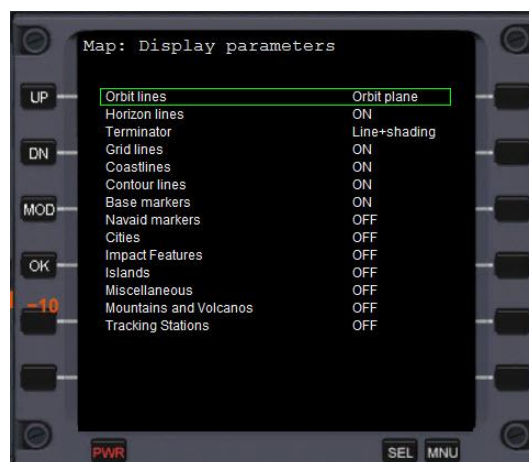 Map: Display parameters
UP
Orbit lines Orbit plane
Horizon lines ON
Terminator Line+shading
DN
Grid lines ON
Coastlines ON
Contour lines ON
MOD
Base markers ON
Navaid markers OFF
Cities OFF
Impact Features OFF
OK
Islands OFF
Miscellaneous OFF
-10
Mountains and Volcanos OFF
Tracking Stations OFF
PWR
SEL
MNU